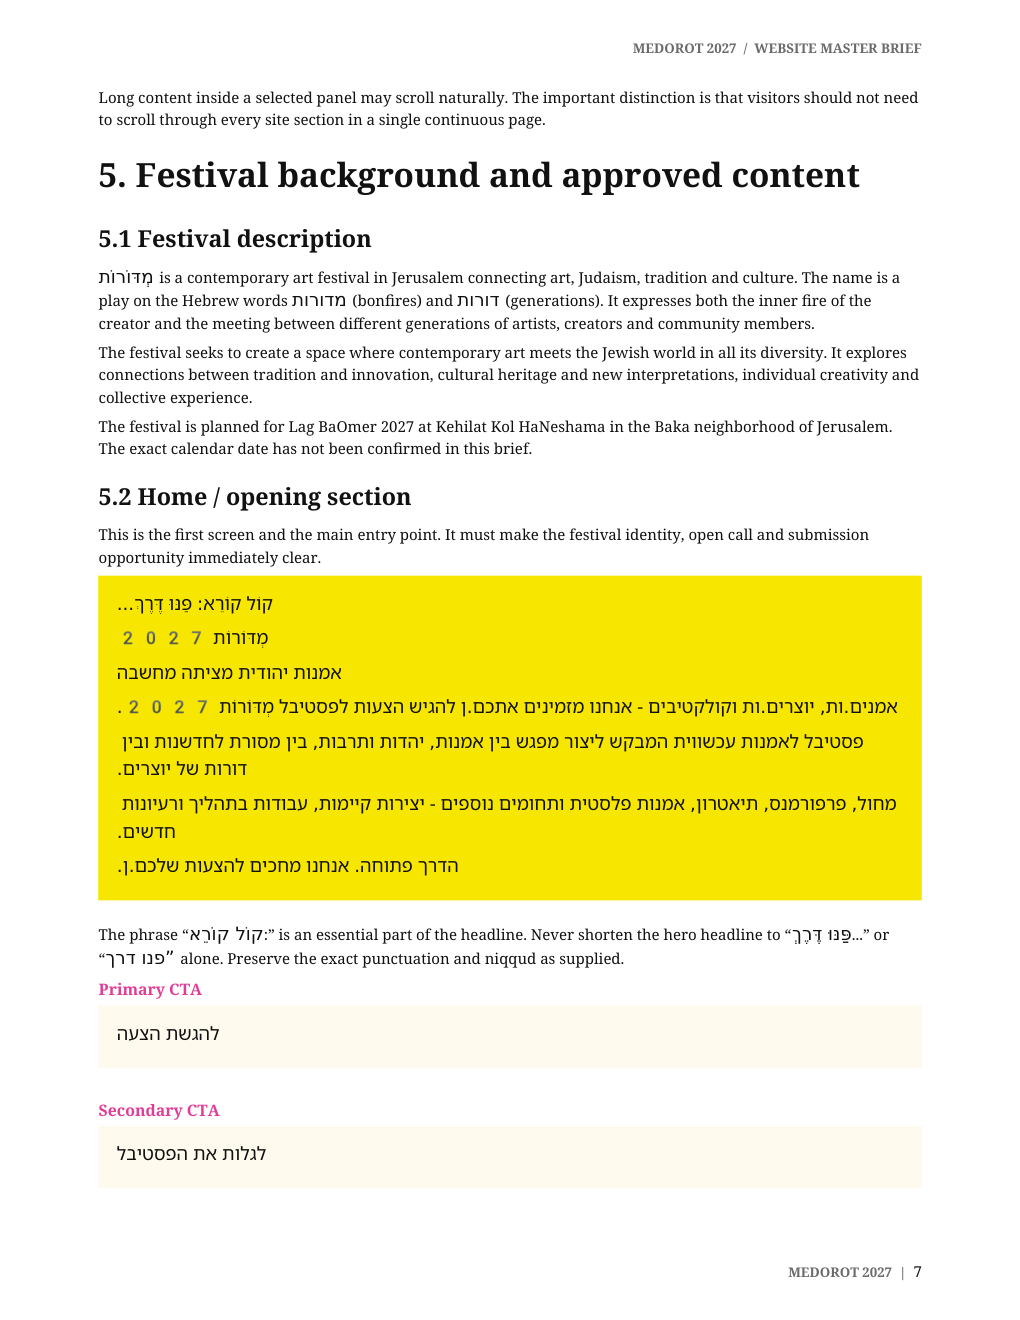 MEDOROT 2027 / WEBSITE MASTER BRIEF
Long content inside a selected panel may scroll naturally. The important distinction is that visitors should not need
to scroll through every site section in a single continuous page.
5. Festival background and approved content
5.1 Festival description
מְדּוֹרוֹת is a contemporary art festival in Jerusalem connecting art, Judaism, tradition and culture. The name is a
play on the Hebrew words מדורות (bonfires) and דורות (generations). It expresses both the inner fire of the
creator and the meeting between different generations of artists, creators and community members.
The festival seeks to create a space where contemporary art meets the Jewish world in all its diversity. It explores
connections between tradition and innovation, cultural heritage and new interpretations, individual creativity and
collective experience.
The festival is planned for Lag BaOmer 2027 at Kehilat Kol HaNeshama in the Baka neighborhood of Jerusalem.
The exact calendar date has not been confirmed in this brief.
5.2 Home / opening section
This is the first screen and the main entry point. It must make the festival identity, open call and submission
opportunity immediately clear.
קוֹל קוֹרֵא: פַּנּוּ דֶּרֶךְ...
מְדּוֹרוֹת 2027
אמנות יהודית מציתה מחשבה
אמנים.ות, יוצרים.ות וקולקטיבים - אנחנו מזמינים אתכם.ן להגיש הצעות לפסטיבל מְדּוֹרוֹת 2027.
פסטיבל לאמנות עכשווית המבקש ליצור מפגש בין אמנות, יהדות ותרבות, בין מסורת לחדשנות ובין
דורות של יוצרים.
מחול, פרפורמנס, תיאטרון, אמנות פלסטית ותחומים נוספים - יצירות קיימות, עבודות בתהליך ורעיונות
חדשים.
הדרך פתוחה. אנחנו מחכים להצעות שלכם.ן.
The phrase “קוֹל קוֹרֵא:” is an essential part of the headline. Never shorten the hero headline to “פַּנּוּ דֶּרֶךְ...” or
“פנו דרך” alone. Preserve the exact punctuation and niqqud as supplied.
Primary CTA
להגשת הצעה
Secondary CTA
לגלות את הפסטיבל
MEDOROT 2027 | 7